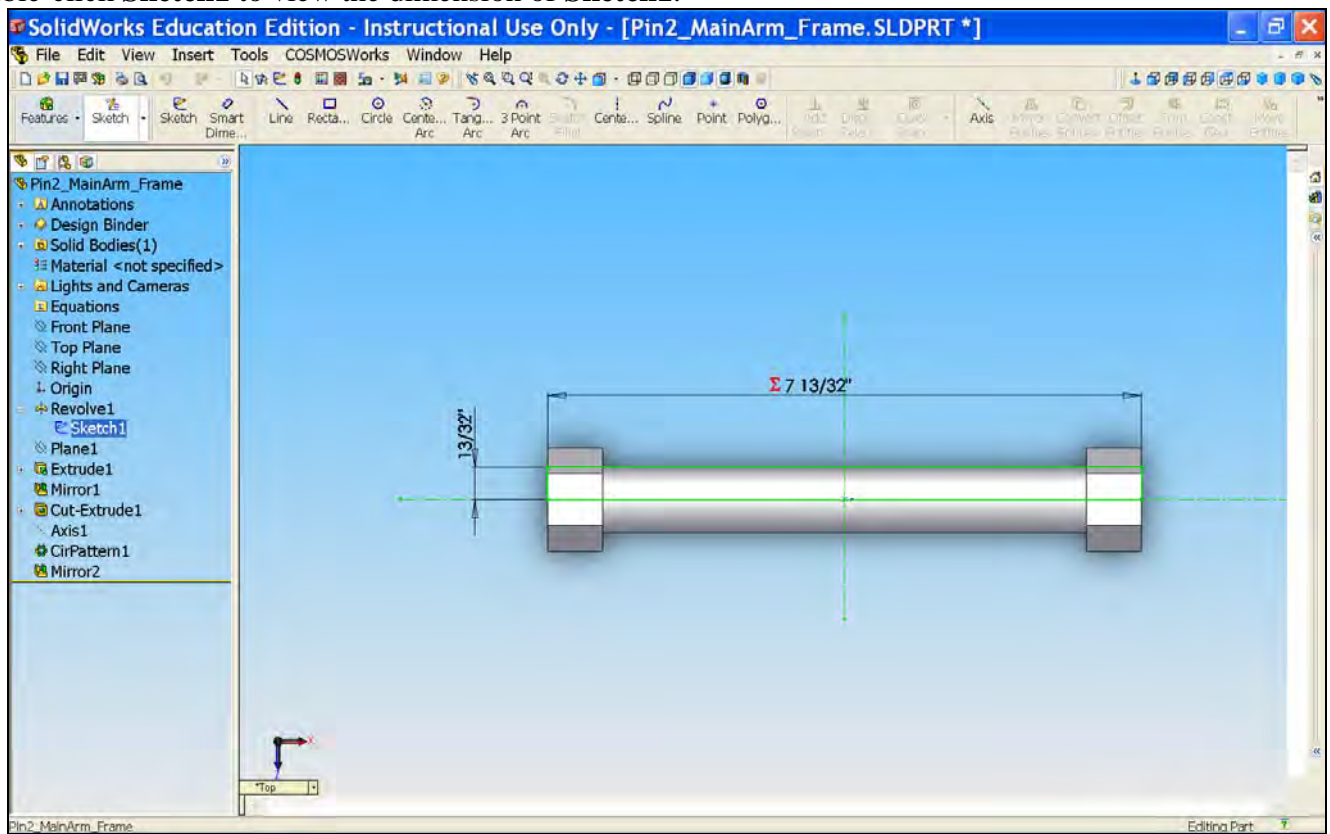 SolidWorks Education Edition - Instructional Use Only - [Pin2_MainArm_Frame.SLDPRT *]
File Edit View Insert Tools COSMOSWorks Window Help
Features Sketch Sketch Smart Dime... Line Recta... Circle Cente... Arc Tang... Arc 3 Point Arc Cente... Spline Point Polyg... Axis
Pin2_MainArm_Frame
Annotations
Design Binder
Solid Bodies(1)
Material <not specified>
Lights and Cameras
Equations
Front Plane
Top Plane
Right Plane
Origin
Revolve1
Sketch1
Plane1
Extrude1
Mirror1
Cut-Extrude1
Axis1
CirPattern1
Mirror2
Σ 7 13/32"
13/32"
X
*Top
Pin2_MainArm_Frame Editing Part